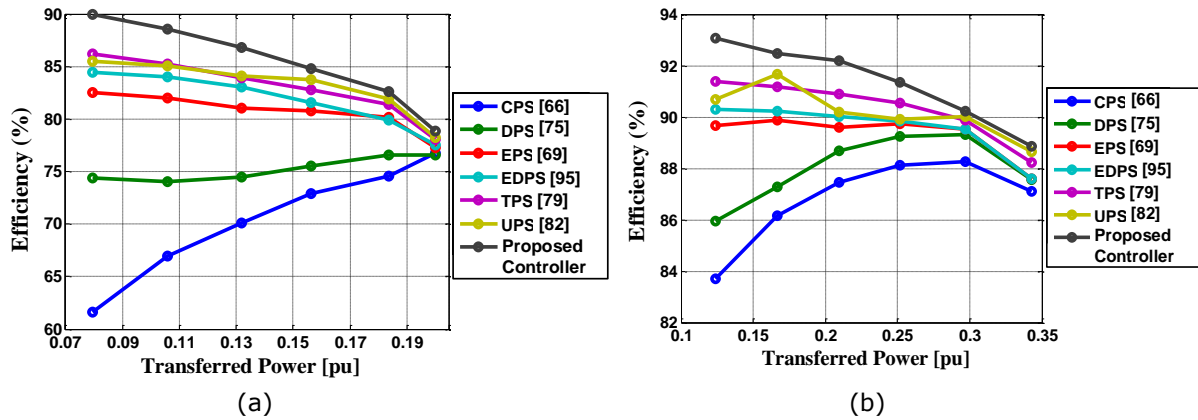 90
85
80
75
70
65
60
Efficiency (%)
0.07 0.09 0.11 0.13 0.15 0.17 0.19
Transferred Power [pu]
CPS [66]
DPS [75]
EPS [69]
EDPS [95]
TPS [79]
UPS [82]
Proposed
Controller
(a)
94
92
90
88
86
84
82
Efficiency (%)
0.1 0.15 0.2 0.25 0.3 0.35
Transferred Power [pu]
CPS [66]
DPS [75]
EPS [69]
EDPS [95]
TPS [79]
UPS [82]
Proposed
Controller
(b)